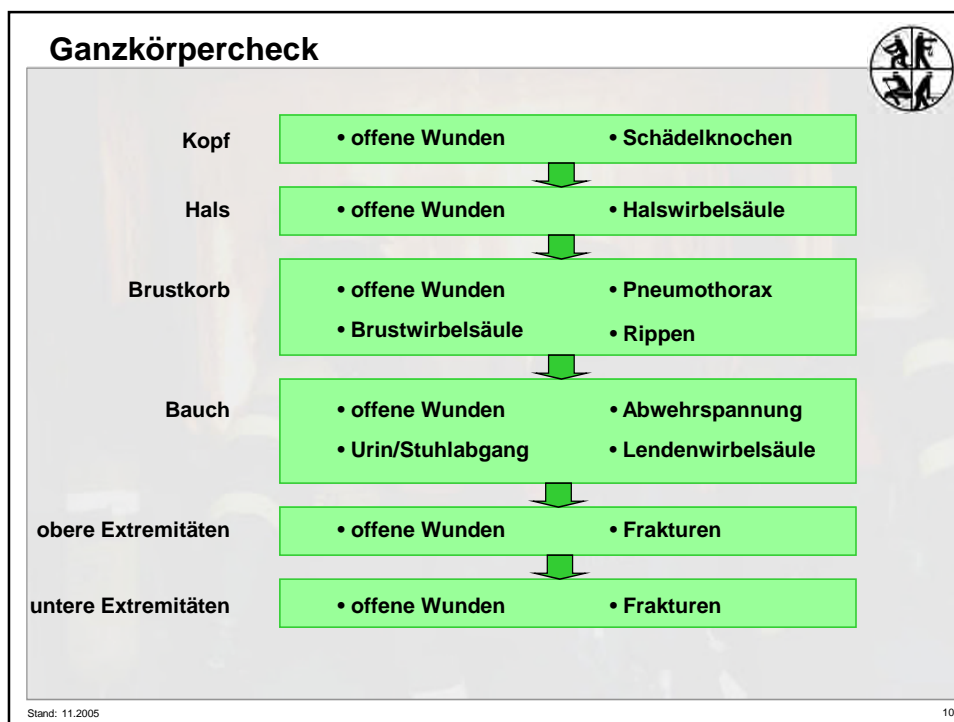 Ganzkörpercheck
Kopf • offene Wunden • Schädelknochen
Hals • offene Wunden • Halswirbelsäule
Brustkorb • offene Wunden • Pneumothorax
• Brustwirbelsäule • Rippen
Bauch • offene Wunden • Abwehrspannung
• Urin/Stuhlabgang • Lendenwirbelsäule
obere Extremitäten • offene Wunden • Frakturen
untere Extremitäten • offene Wunden • Frakturen
Stand: 11.2005 10